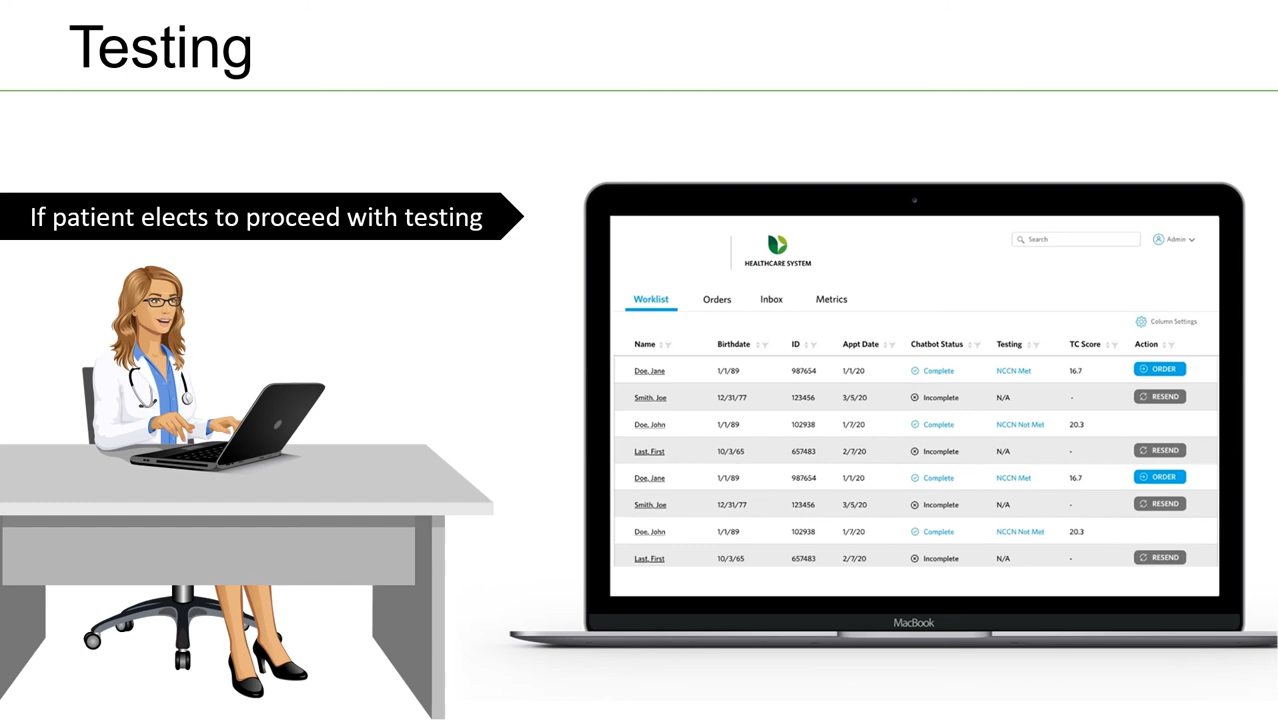 Testing
If patient elects to proceed with testing
Search
Admin
HEALTHCARE SYSTEM
Worklist Orders Inbox Metrics
Column Settings
Name Birthdate ID Appt Date Chatbot Status Testing TC Score Action
Doe, Jane 1/1/89 987654 1/1/20 Complete NCCN Met 16.7 ORDER
Smith, Joe 12/31/77 123456 3/5/20 Incomplete N/A - RESEND
Doe, John 1/1/89 102938 1/7/20 Complete NCCN Not Met 20.3
Last, First 10/3/65 657483 2/7/20 Incomplete N/A - RESEND
Doe, Jane 1/1/89 987654 1/1/20 Complete NCCN Met 16.7 ORDER
Smith, Joe 12/31/77 123456 3/5/20 Incomplete N/A - RESEND
Doe, John 1/1/89 102938 1/7/20 Complete NCCN Not Met 20.3
Last, First 10/3/65 657483 2/7/20 Incomplete N/A - RESEND
MacBook